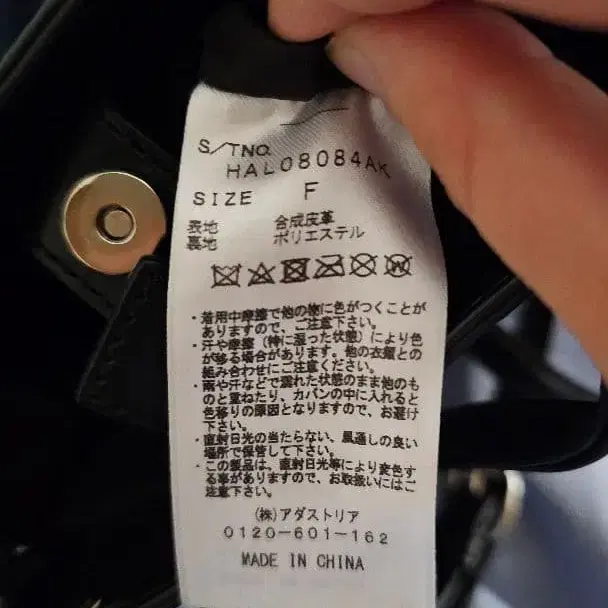 S/TNO.
HAL08084AK
SIZE F
表地 合成皮革
裏地 ポリエステル
・着用中摩擦で他の物に色がつくことが
ありますので、ご注意下さい。
・汗や摩擦（特に湿った状態）により色
が移る場合があります。他の衣類との
組み合わせにご注意ください。
・雨や汗などで濡れた状態のまま他のも
のと重ねたり、カバンの中に入れると
色移りの原因となりますので、お避け
下さい。
・直射日光の当たらない、風通しの良い
場所で保管して下さい。
・この製品は、直射日光等により変色す
る事がありますので、お取扱いにはご
注意下さい。
(株)アダストリア
0120-601-162
MADE IN CHINA